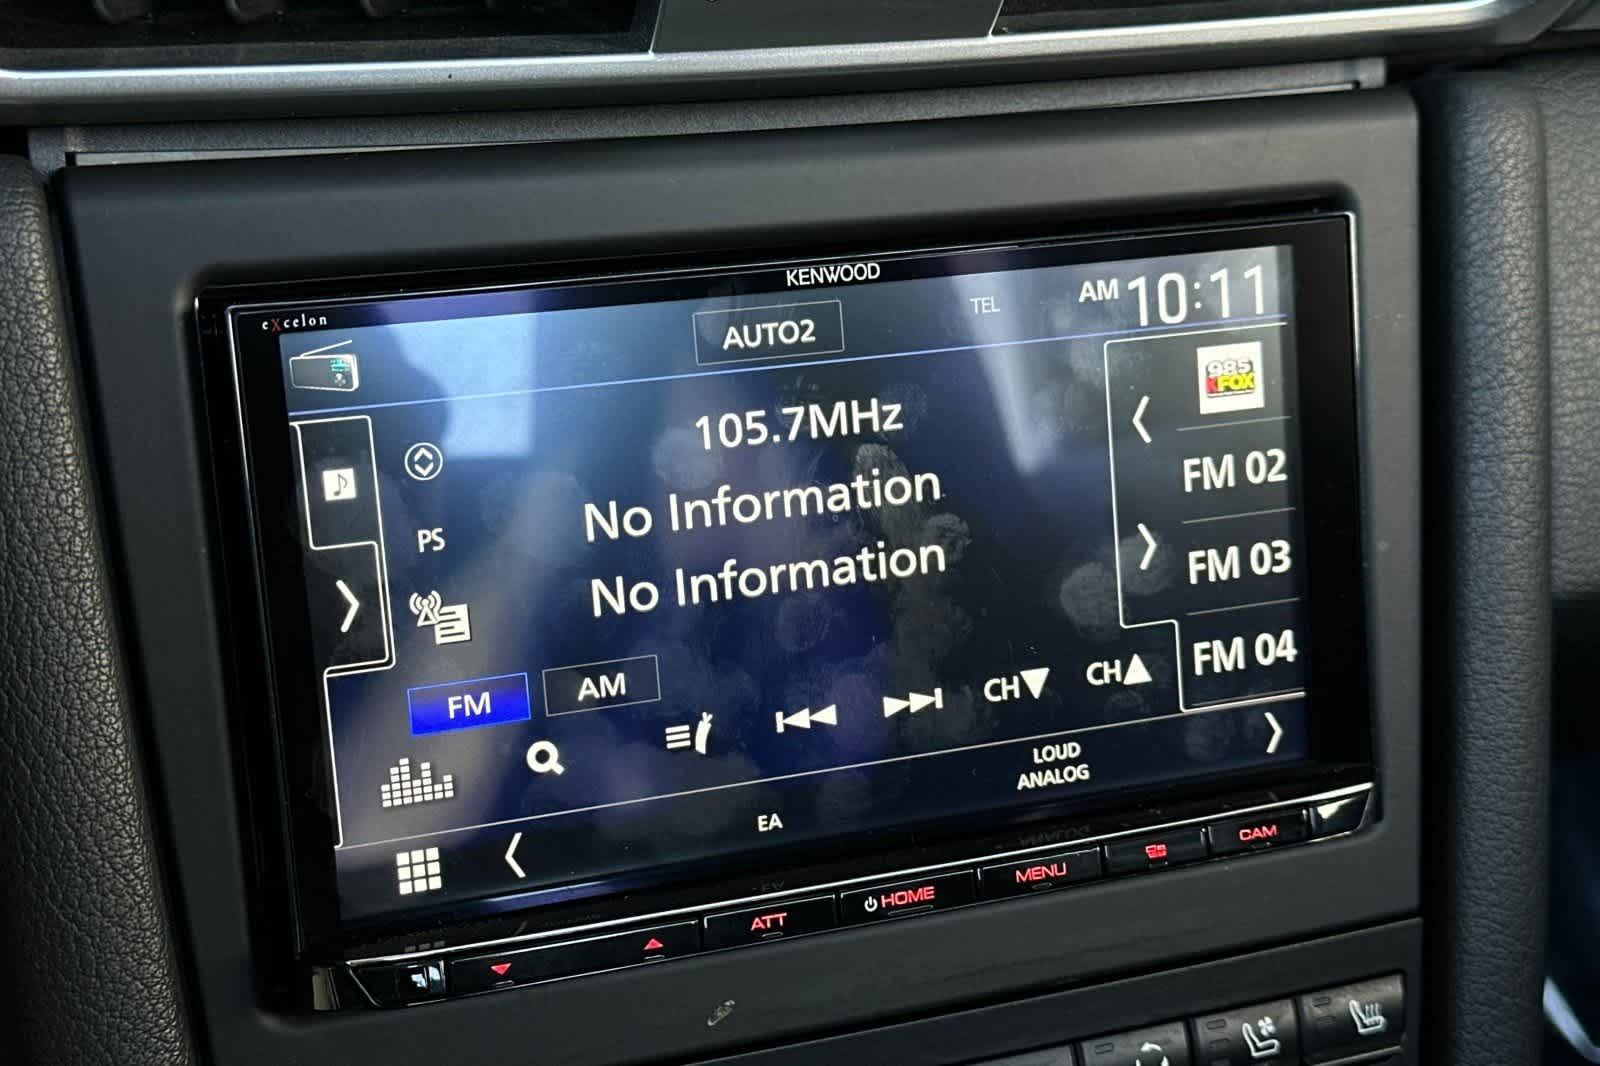 KENWOOD
eXcelon
AUTO2
TEL
AM 10:11
98.5
KFOX
105.7MHz
PS
No Information
No Information
FM 02
FM 03
FM 04
FM
AM
CH▼
CH▲
LOUD
ANALOG
EA
ATT
HOME
MENU
CAM